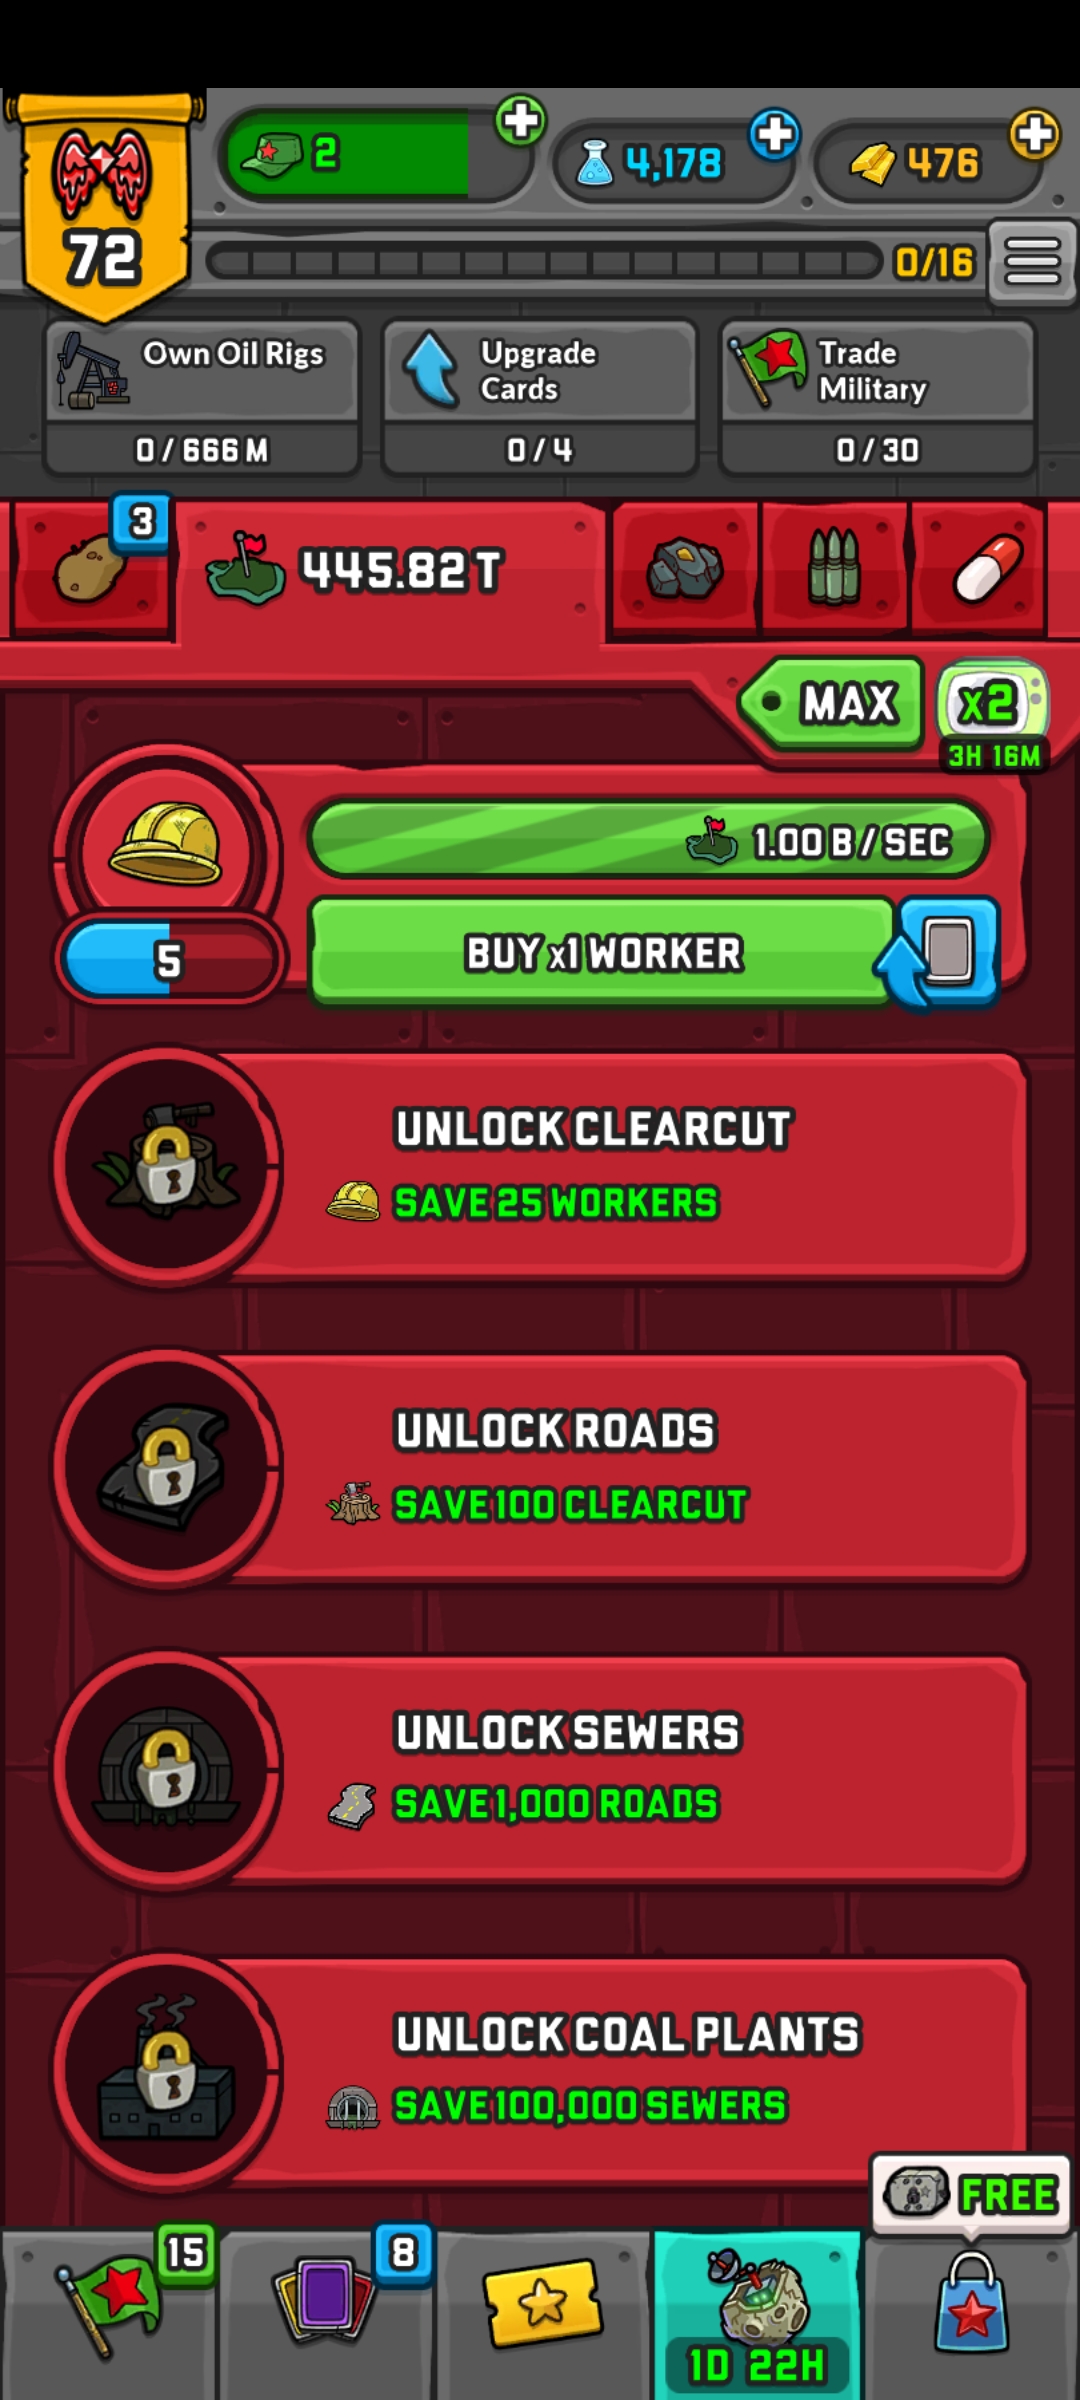 2
4,178
476
72
0/16
Own Oil Rigs
0 / 666 M
Upgrade
Cards
0 / 4
Trade
Military
0 / 30
3
445.82 T
MAX
x2
3H 16M
1.00 B / SEC
5
BUY x1 WORKER
UNLOCK CLEARCUT
SAVE 25 WORKERS
UNLOCK ROADS
SAVE 100 CLEARCUT
UNLOCK SEWERS
SAVE 1,000 ROADS
UNLOCK COAL PLANTS
SAVE 100,000 SEWERS
FREE
15
8
1D 22H